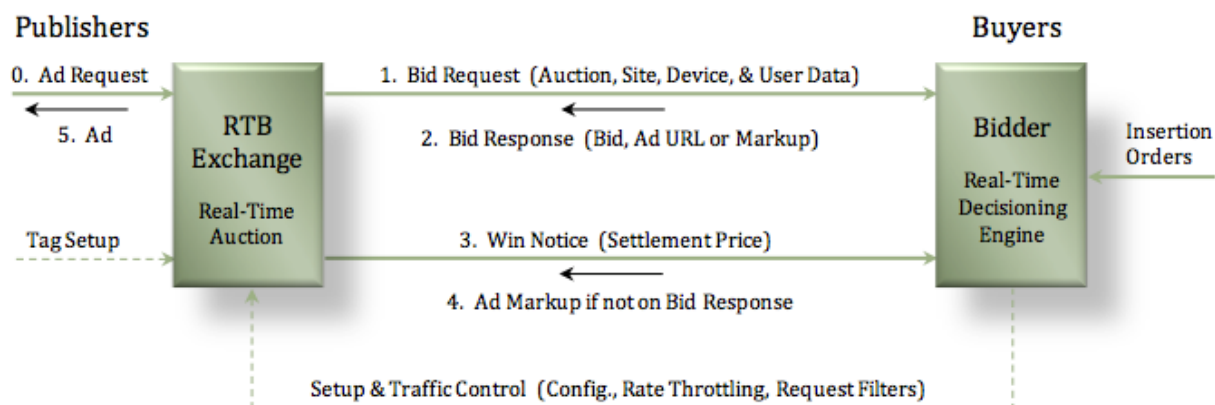 Publishers
Buyers
0. Ad Request
5. Ad
RTB
Exchange
Real-Time
Auction
Tag Setup
1. Bid Request (Auction, Site, Device, & User Data)
2. Bid Response (Bid, Ad URL or Markup)
3. Win Notice (Settlement Price)
4. Ad Markup if not on Bid Response
Bidder
Real-Time
Decisioning
Engine
Insertion
Orders
Setup & Traffic Control (Config., Rate Throttling, Request Filters)